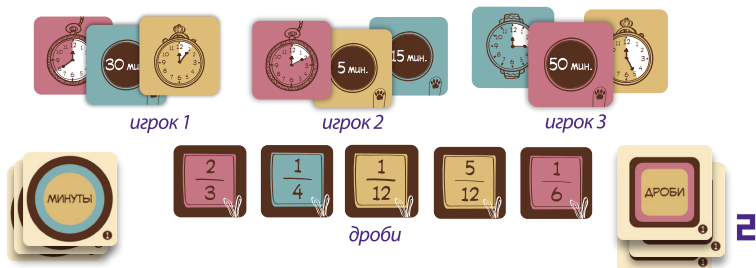 30 мин.
5 мин.
15 мин.
50 мин.
игрок 1
игрок 2
игрок 3
МИНУТЫ
2/3
1/4
1/12
5/12
1/6
ДРОБИ
дроби
2